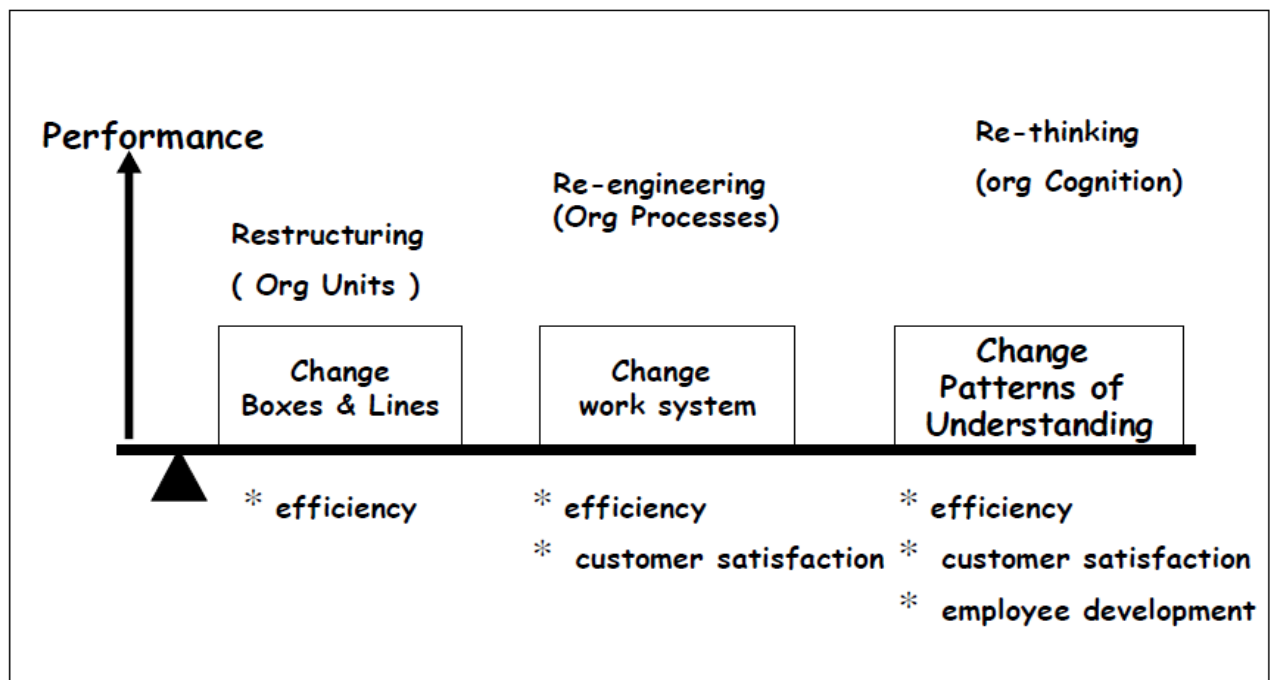 Performance
Restructuring
( Org Units )
Re-engineering
(Org Processes)
Re-thinking
(org Cognition)
Change
Boxes & Lines
Change
work system
Change
Patterns of
Understanding
* efficiency
* efficiency
* customer satisfaction
* efficiency
* customer satisfaction
* employee development